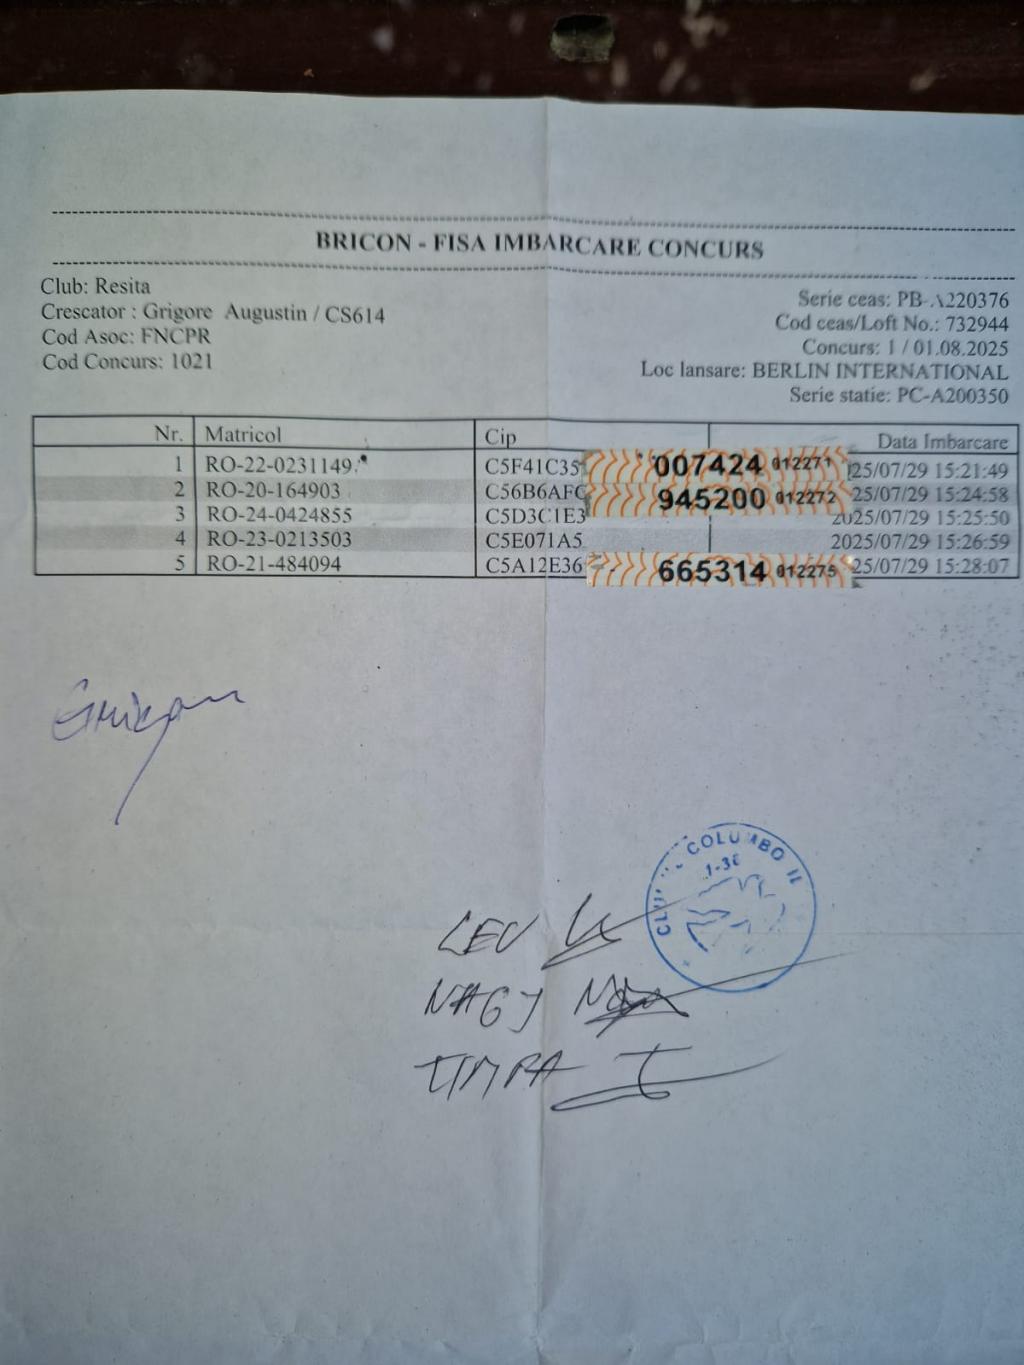 BRICON - FISA IMBARCARE CONCURS
Club: Resita
Crescator : Grigore Augustin / CS614
Cod Asoc: FNCPR
Cod Concurs: 1021
Serie ceas: PB-A220376
Cod ceas/Loft No.: 732944
Concurs: 1 / 01.08.2025
Loc lansare: BERLIN INTERNATIONAL
Serie statie: PC-A200350
Nr. Matricol Cip Data Imbarcare
1 RO-22-0231149 C5F41C35 007424 012271 25/07/29 15:21:49
2 RO-20-164903 C56B6AFC 945200 012272 25/07/29 15:24:58
3 RO-24-0424855 C5D3C1E3 2025/07/29 15:25:50
4 RO-23-0213503 C5E071A5 2025/07/29 15:26:59
5 RO-21-484094 C5A12E36 665314 012275 25/07/29 15:28:07
COLUMBO II
J-36
NAGY